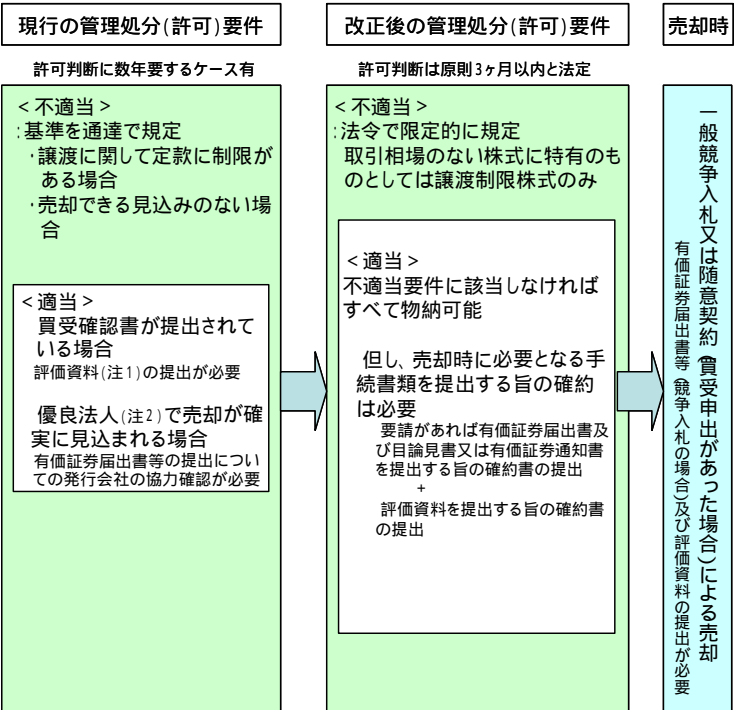 現行の管理処分(許可)要件
許可判断に数年要するケース有
<不適当>
:基準を通達で規定
・譲渡に関して定款に制限が
ある場合
・売却できる見込みのない場
合
<適当>
買受確認書が提出されて
いる場合
評価資料(注1)の提出が必要
優良法人(注2)で売却が確
実に見込まれる場合
有価証券届出書等の提出につい
ての発行会社の協力確認が必要
改正後の管理処分(許可)要件
許可判断は原則3ヶ月以内と法定
<不適当>
:法令で限定的に規定
取引相場のない株式に特有のも
のとしては譲渡制限株式のみ
<適当>
不適当要件に該当しなければ
すべて物納可能
但し、売却時に必要となる手
続書類を提出する旨の確約
は必要
要請があれば有価証券届出書及
び目論見書又は有価証券通知書
を提出する旨の確約書の提出
+
評価資料を提出する旨の確約書
の提出
売却時
一般競争入札又は随意契約(買受申出があった場合)による売却
有価証券届出書等(競争入札の場合)及び評価資料の提出が必要